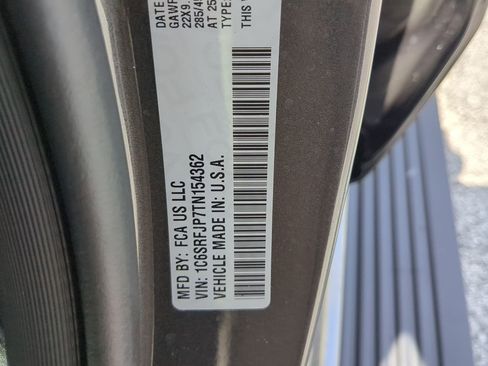 DATE
GAWR
22X9.
285/4
AT 25
TYPE:
THIS V
MFD BY: FCA US LLC
VIN: 1C6SRFJP7TN154362
VEHICLE MADE IN: U.S.A.